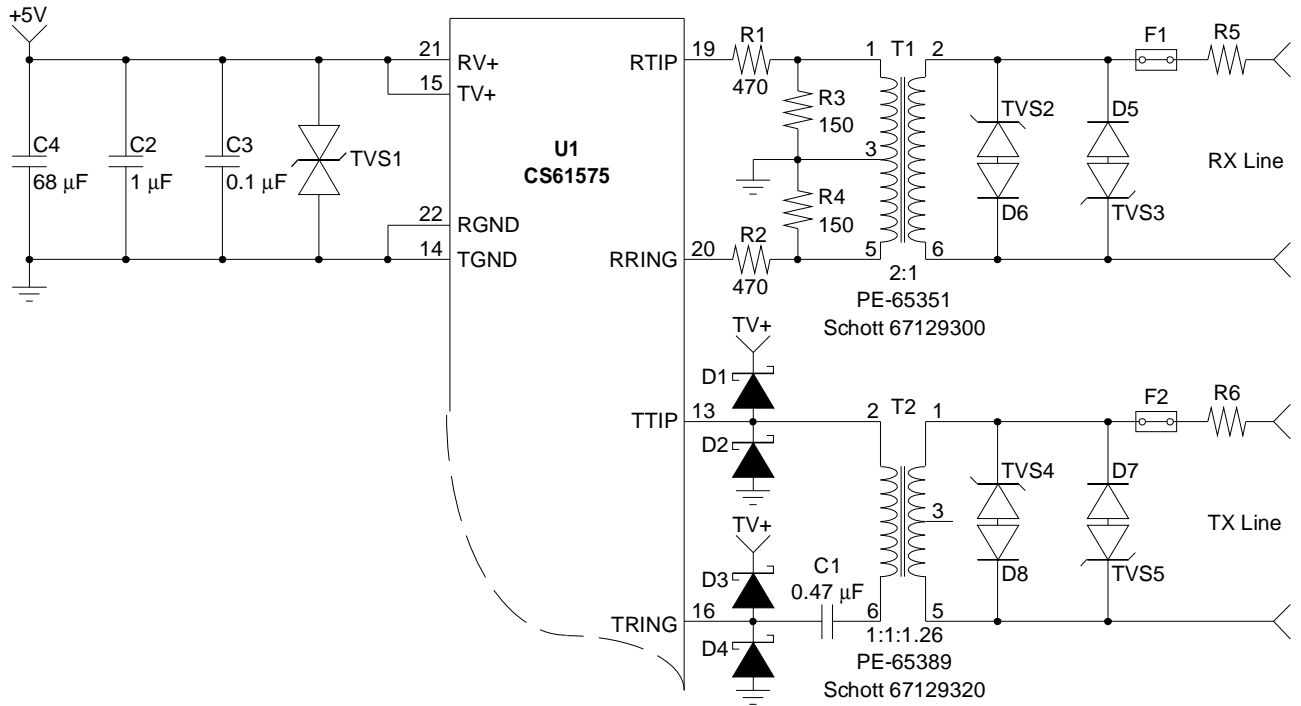 +5V
C4
68 µF
C2
1 µF
C3
0.1 µF
TVS1
21
15
22
14
RV+
TV+
RGND
TGND
U1
CS61575
RTIP
RRING
TTIP
TRING
19
20
13
16
R1
470
R3
150
R4
150
R2
470
1
T1
2
3
5
6
2:1
PE-65351
Schott 67129300
TVS2
D6
D5
TVS3
F1
R5
RX Line
TV+
D1
D2
TV+
D3
D4
C1
0.47 µF
2
T2
1
3
6
5
1:1:1.26
PE-65389
Schott 67129320
TVS4
D8
D7
TVS5
F2
R6
TX Line